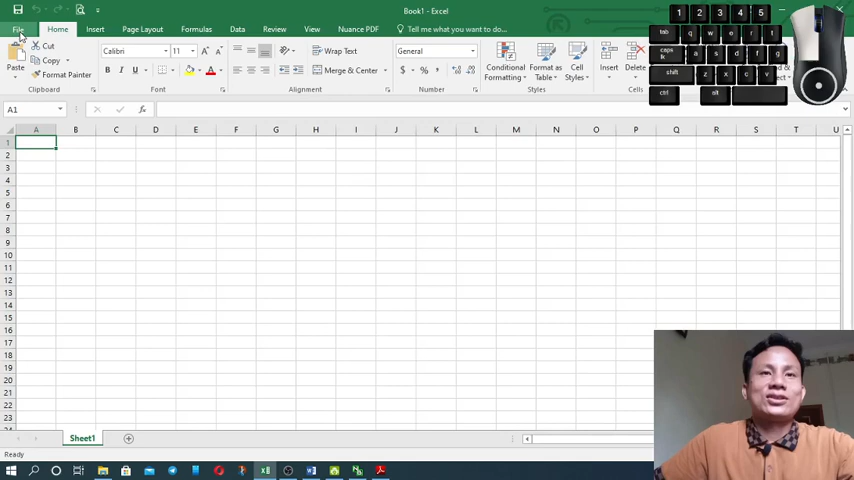 Book1 - Excel
File Home Insert Page Layout Formulas Data Review View Nuance PDF Tell me what you want to do...
Paste
Cut
Copy
Format Painter
Clipboard
Calibri 11 A A
B I U A
Font
Wrap Text
Merge & Center
Alignment
General
$ % ,
Number
Conditional Formatting
Format as Table
Cell Styles
Styles
Insert Delete
Cells
1 2 3 4 5
tab q w e r t
caps lk a s d f g
shift z x c v
ctrl alt
A1 fx
A B C D E F G H I J K L M N O P Q R S T U
1
2
3
4
5
6
7
8
9
10
11
12
13
14
15
16
17
18
19
20
21
22
23
Sheet1
Ready